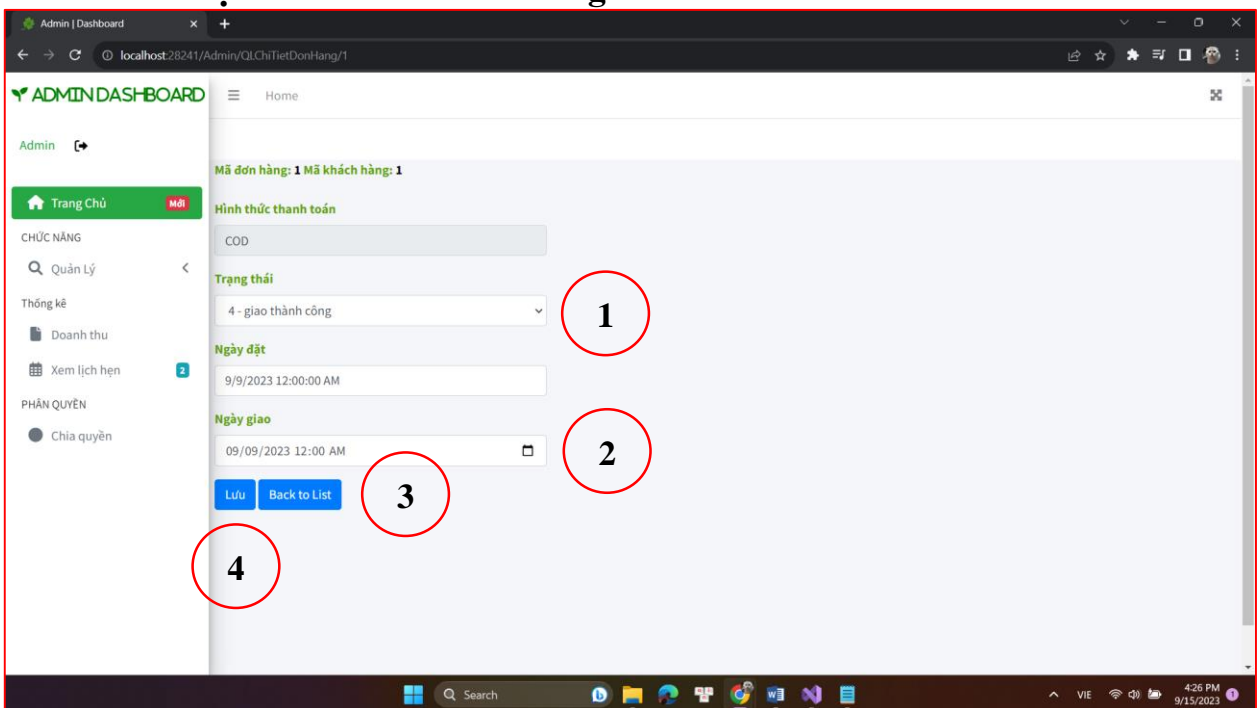 Admin | Dashboard
localhost:28241/Admin/QLChiTietDonHang/1
ADMIN DASHBOARD
Home
Admin
Mã đơn hàng: 1 Mã khách hàng: 1
Trang Chủ Mới
Hình thức thanh toán
CHỨC NĂNG
COD
Quản Lý
Trạng thái
Thống kê
4 - giao thành công
1
Doanh thu
Ngày đặt
Xem lịch hẹn 2
9/9/2023 12:00:00 AM
PHÂN QUYỀN
Ngày giao
Chia quyền
09/09/2023 12:00 AM
2
Lưu Back to List
3
4
Search
VIE
4:26 PM
9/15/2023
1